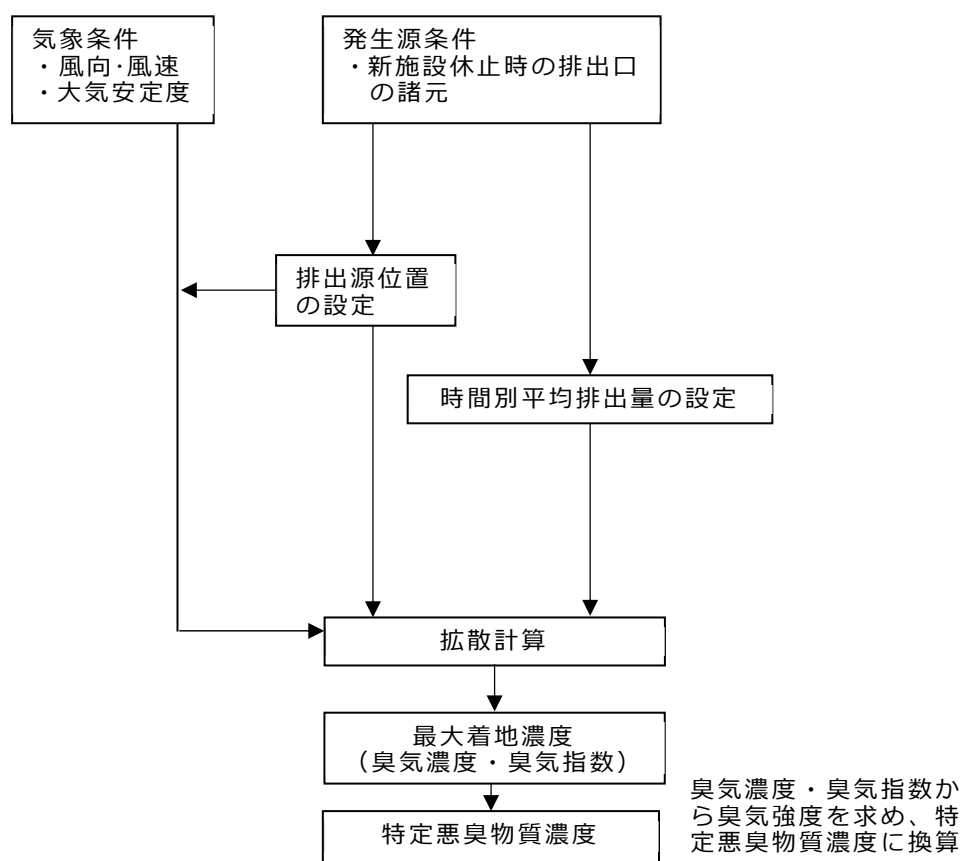 気象条件
・風向･風速
・大気安定度
発生源条件
・新施設休止時の排出口
の諸元
排出源位置
の設定
時間別平均排出量の設定
拡散計算
最大着地濃度
（臭気濃度・臭気指数）
特定悪臭物質濃度
臭気濃度・臭気指数か
ら臭気強度を求め、特
定悪臭物質濃度に換算